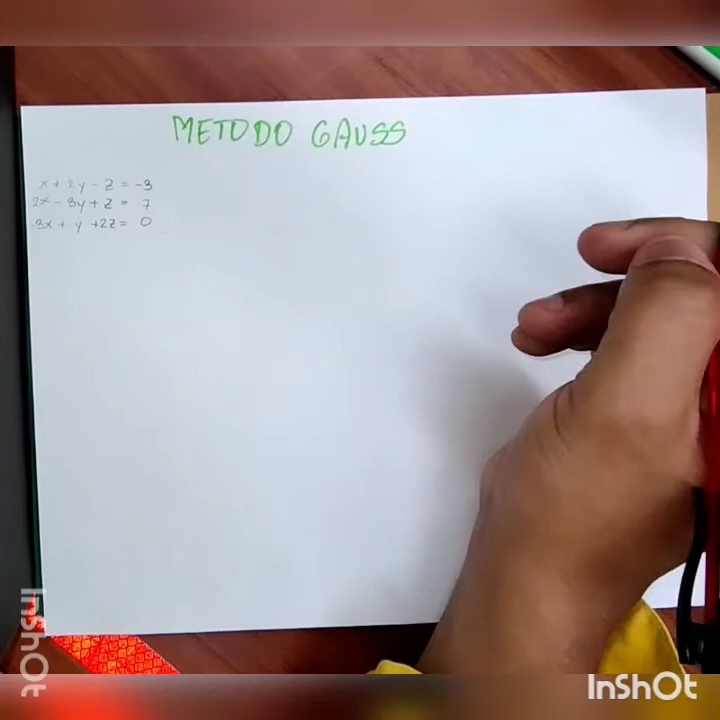 METODO GAUSS
x + 2y - z = -3
2x - 3y + z = 7
-3x + y + 2z = 0
InShOt
InShOt